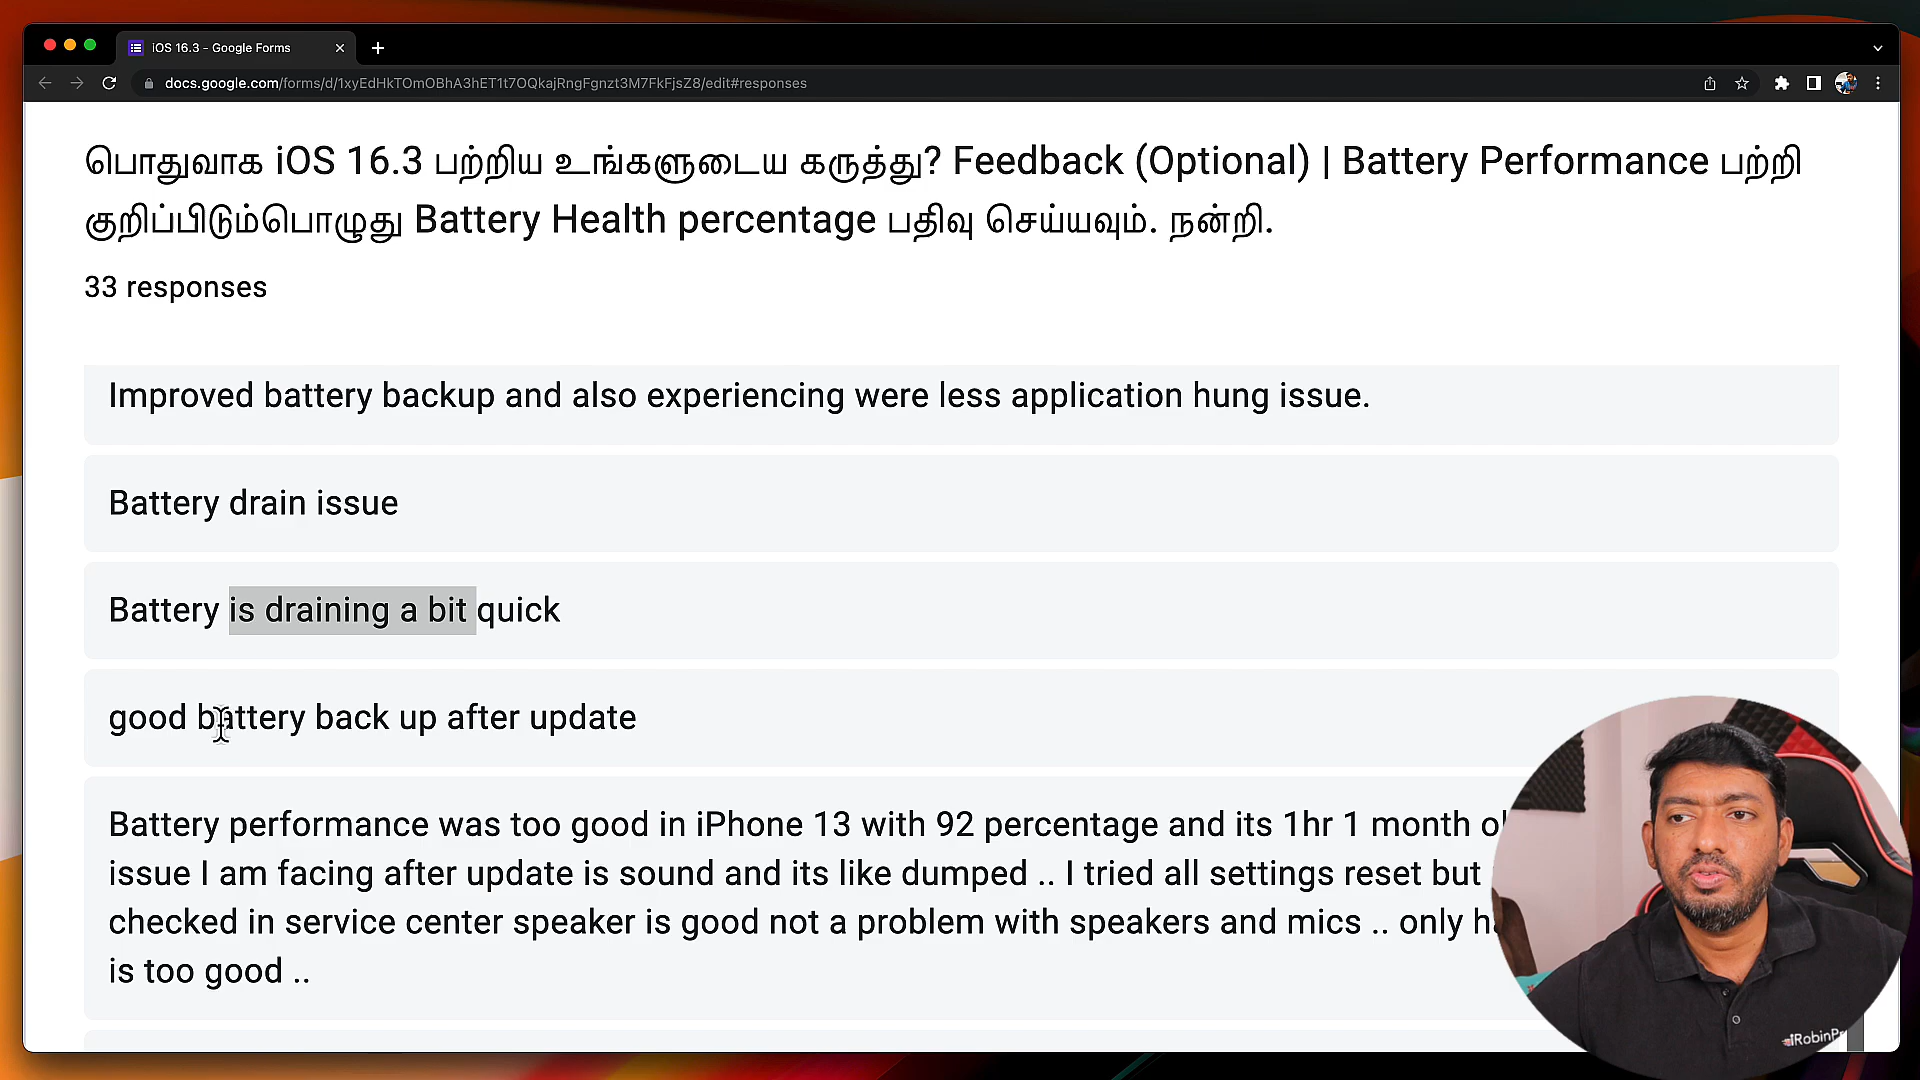 iOS 16.3 - Google Forms
docs.google.com/forms/d/1xyEdHkTOmOBhA3hET1t7OQkajRngFgnzt3M7FkFjsZ8/edit#responses
பொதுவாக iOS 16.3 பற்றிய உங்களுடைய கருத்து? Feedback (Optional) | Battery Performance பற்றி
குறிப்பிடும்பொழுது Battery Health percentage பதிவு செய்யவும். நன்றி.
33 responses
Improved battery backup and also experiencing were less application hung issue.
Battery drain issue
Battery is draining a bit quick
good battery back up after update
Battery performance was too good in iPhone 13 with 92 percentage and its 1hr 1 month
issue I am facing after update is sound and its like dumped .. I tried all settings reset but
checked in service center speaker is good not a problem with speakers and mics .. only
is too good ..